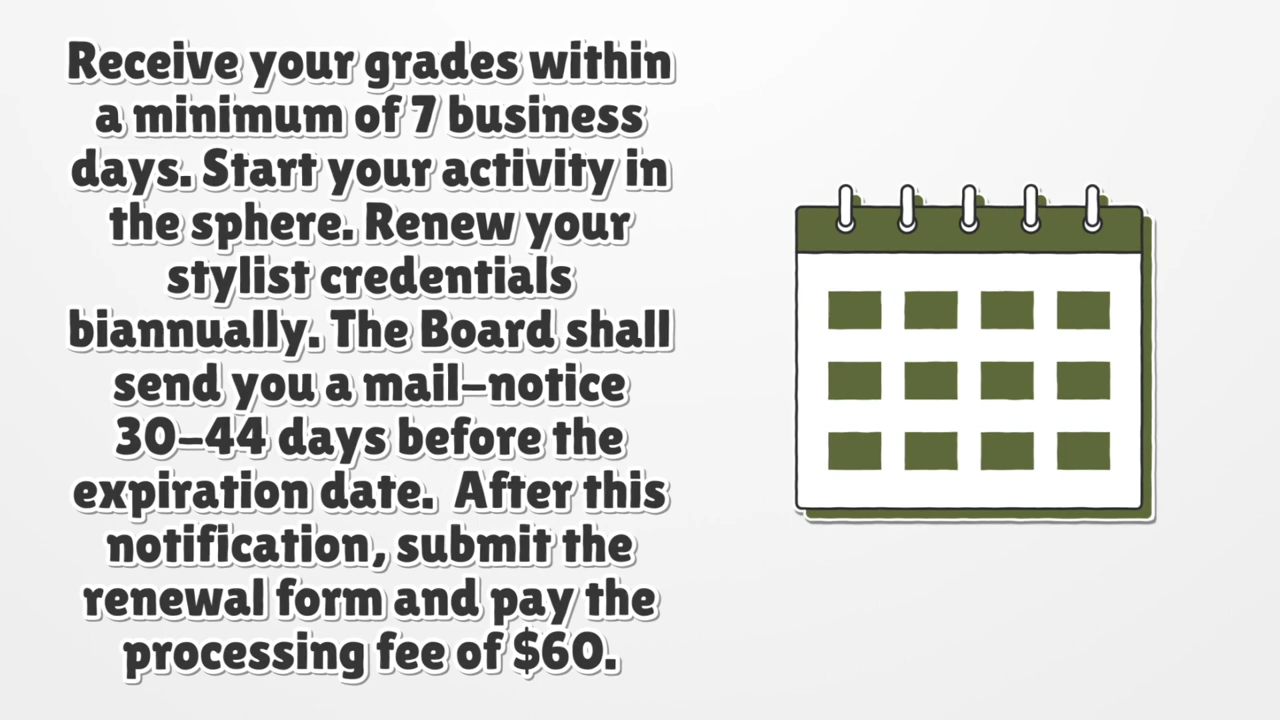 Receive your grades within
a minimum of 7 business
days. Start your activity in
the sphere. Renew your
stylist credentials
biannually. The Board shall
send you a mail–notice
30–44 days before the
expiration date.  After this
notification, submit the
renewal form and pay the
processing fee of $60.